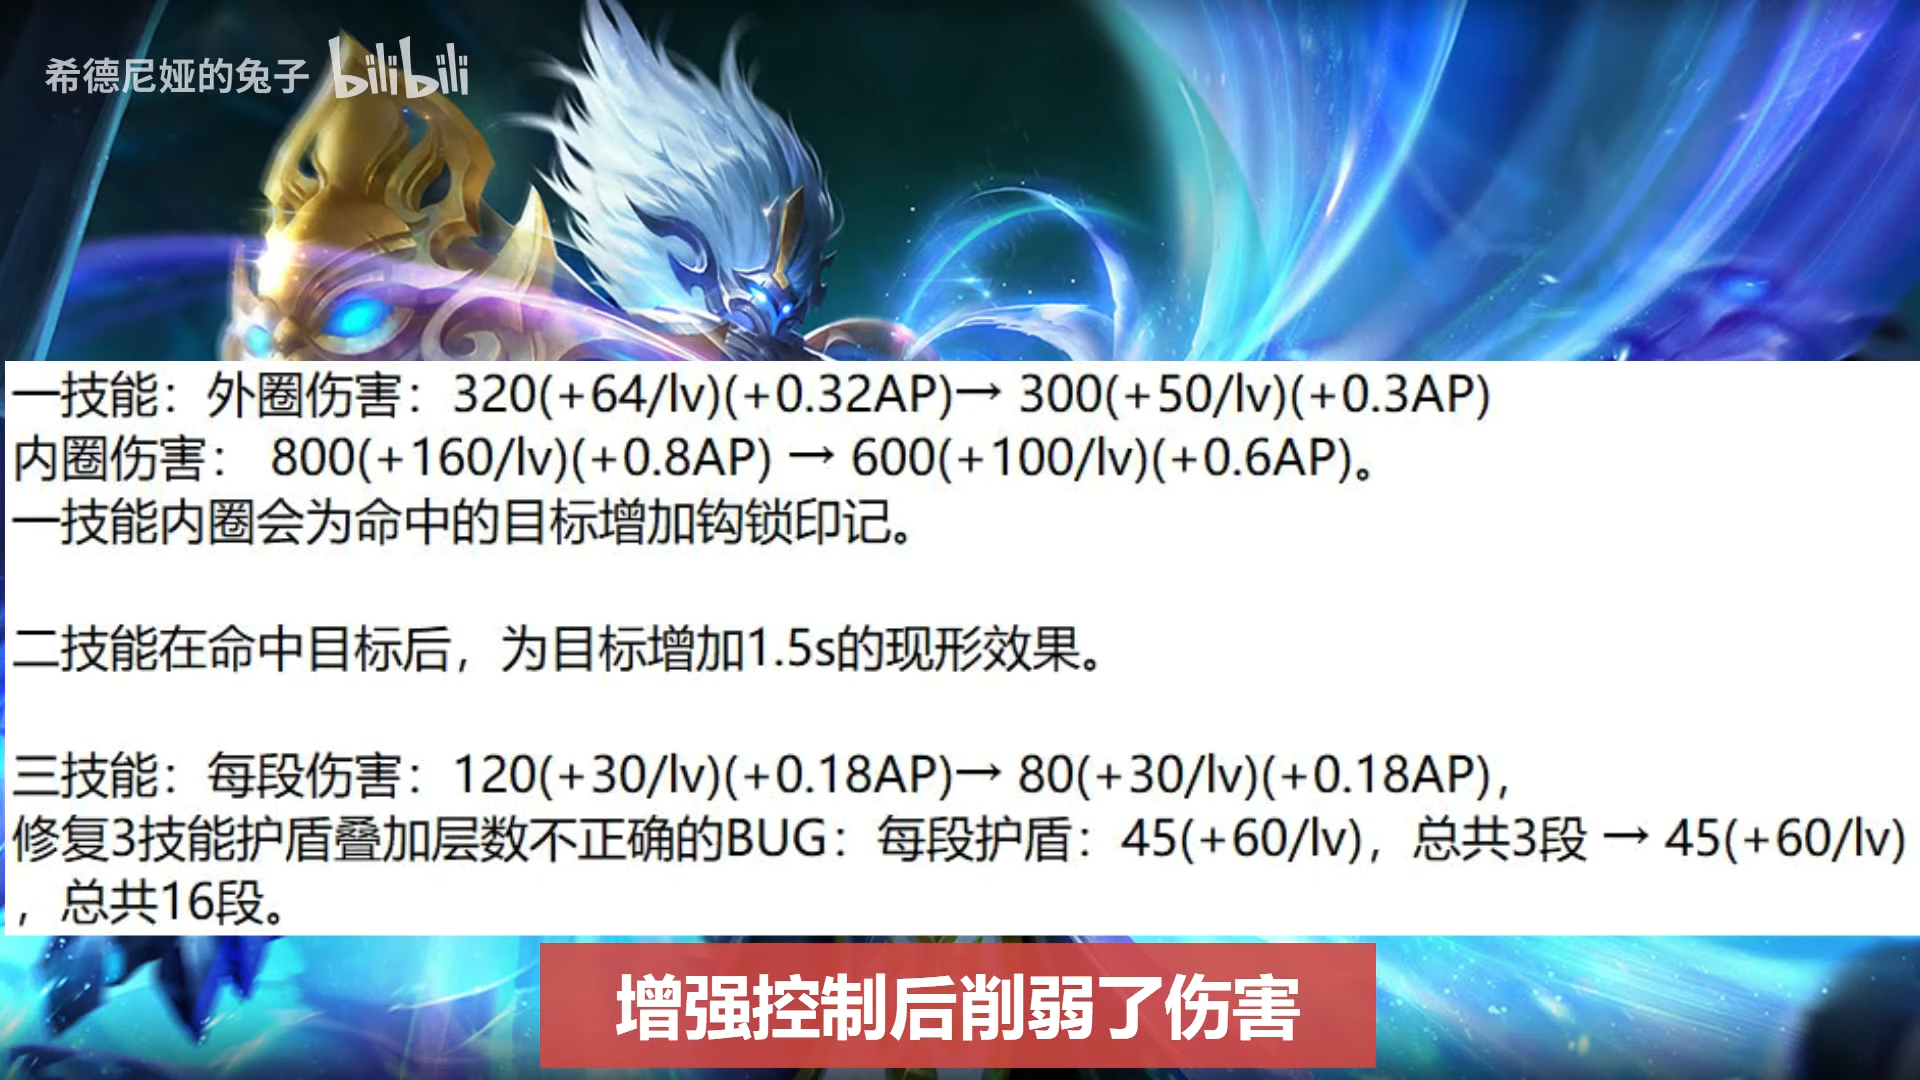 希德尼娅的兔子 bilibili
一技能：外圈伤害：320(+64/lv)(+0.32AP)→ 300(+50/lv)(+0.3AP)
内圈伤害： 800(+160/lv)(+0.8AP) → 600(+100/lv)(+0.6AP)。
一技能内圈会为命中的目标增加钩锁印记。
二技能在命中目标后，为目标增加1.5s的现形效果。
三技能：每段伤害：120(+30/lv)(+0.18AP)→ 80(+30/lv)(+0.18AP)，
修复3技能护盾叠加层数不正确的BUG：每段护盾：45(+60/lv)，总共3段 → 45(+60/lv)
，总共16段。
增强控制后削弱了伤害